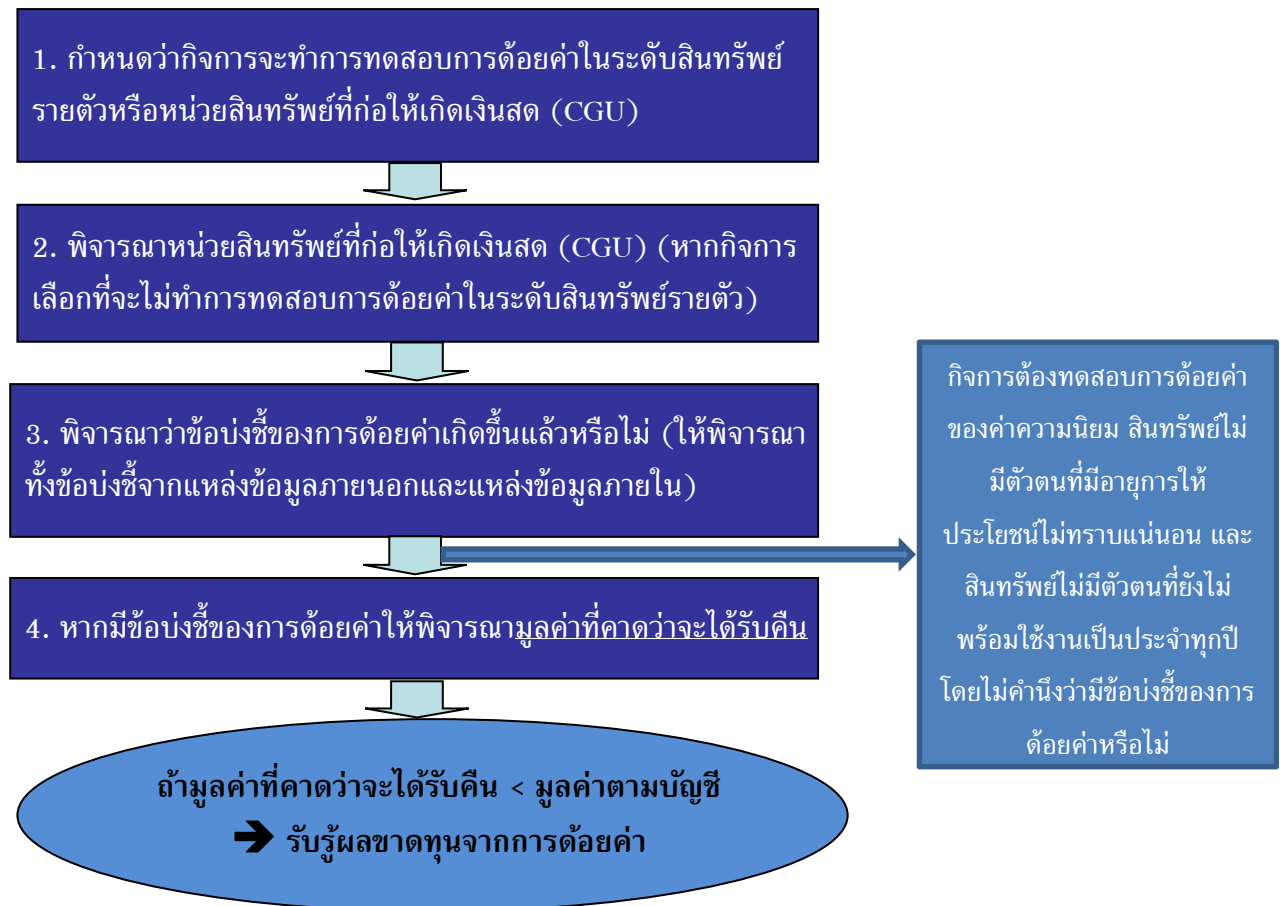 1. กำหนดว่ากิจการจะทำการทดสอบการด้อยค่าในระดับสินทรัพย์
รายตัวหรือหน่วยสินทรัพย์ที่ก่อให้เกิดเงินสด (CGU)
2. พิจารณาหน่วยสินทรัพย์ที่ก่อให้เกิดเงินสด (CGU) (หากกิจการ
เลือกที่จะไม่ทำการทดสอบการด้อยค่าในระดับสินทรัพย์รายตัว)
3. พิจารณาว่าข้อบ่งชี้ของการด้อยค่าเกิดขึ้นแล้วหรือไม่ (ให้พิจารณา
ทั้งข้อบ่งชี้จากแหล่งข้อมูลภายนอกและแหล่งข้อมูลภายใน)
กิจการต้องทดสอบการด้อยค่า
ของค่าความนิยม สินทรัพย์ไม่
มีตัวตนที่มีอายุการให้
ประโยชน์ไม่ทราบแน่นอน และ
สินทรัพย์ไม่มีตัวตนที่ยังไม่
พร้อมใช้งานเป็นประจำทุกปี
โดยไม่คำนึงว่ามีข้อบ่งชี้ของการ
ด้อยค่าหรือไม่
4. หากมีข้อบ่งชี้ของการด้อยค่าให้พิจารณามูลค่าที่คาดว่าจะได้รับคืน
ถ้ามูลค่าที่คาดว่าจะได้รับคืน < มูลค่าตามบัญชี
➔ รับรู้ผลขาดทุนจากการด้อยค่า